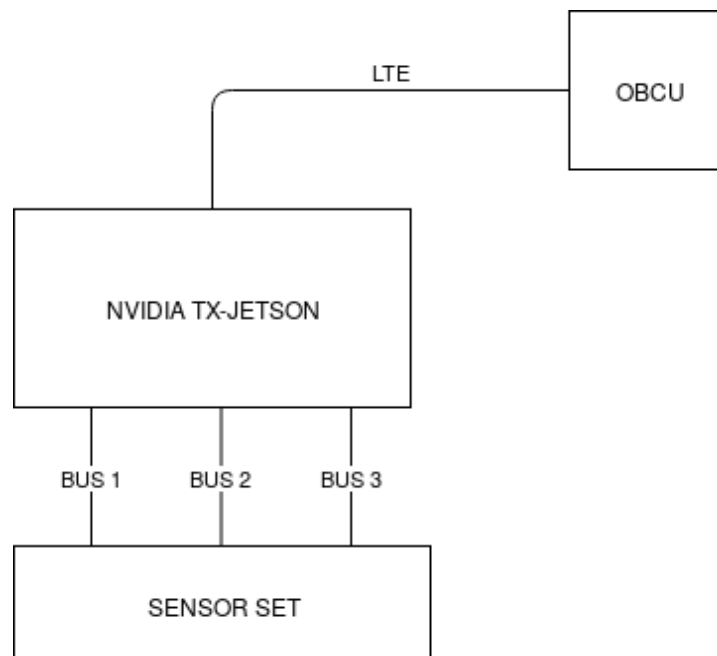 LTE
OBCU
NVIDIA TX-JETSON
BUS 1 BUS 2 BUS 3
SENSOR SET